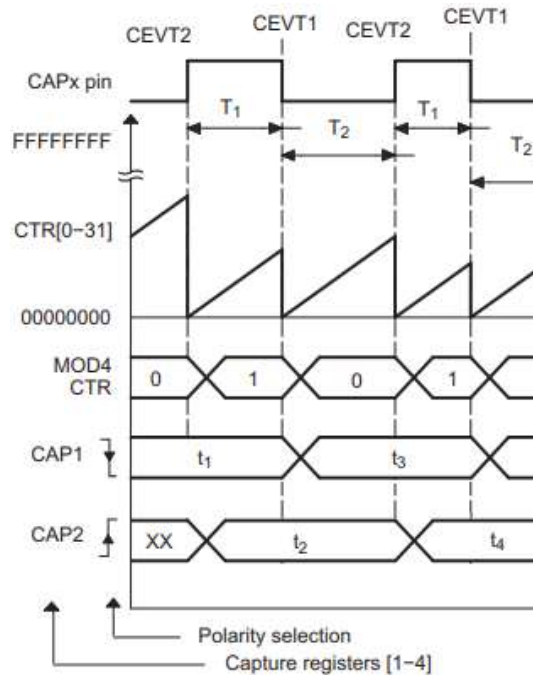 CEVT2 CEVT1 CEVT2 CEVT1
CAPx pin
T1 T1
FFFFFFFF T2 T2
CTR[0−31]
00000000
MOD4
CTR 0 1 0 1
CAP1 t1 t3
CAP2 XX t2 t4
Polarity selection
Capture registers [1−4]